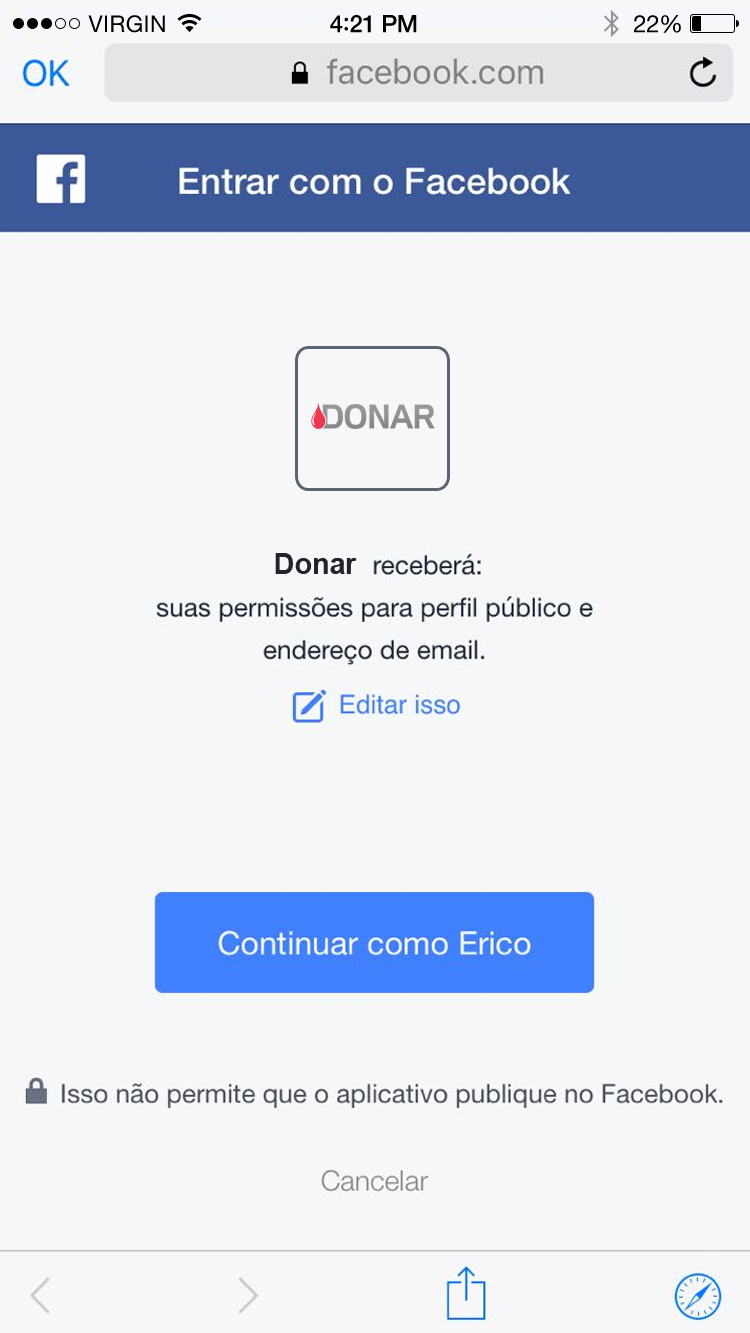 VIRGIN 4:21 PM 22%
OK facebook.com
Entrar com o Facebook
DONAR
Donar receberá:
suas permissões para perfil público e
endereço de email.
Editar isso
Continuar como Erico
Isso não permite que o aplicativo publique no Facebook.
Cancelar